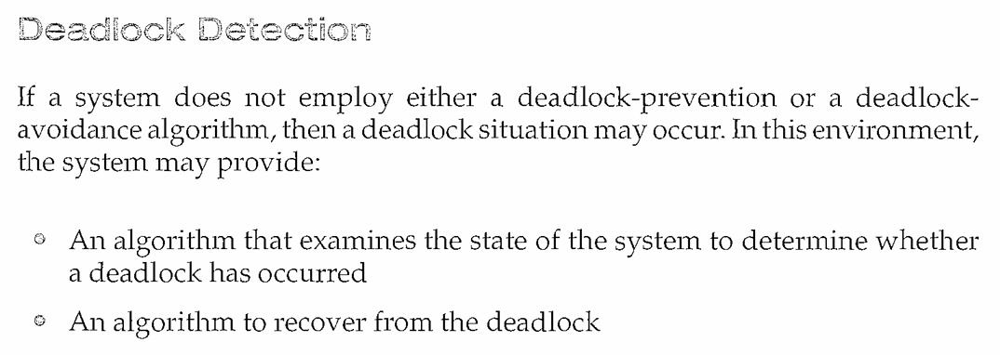 Deadlock Detection
If a system does not employ either a deadlock-prevention or a deadlock-
avoidance algorithm, then a deadlock situation may occur. In this environment,
the system may provide:
• An algorithm that examines the state of the system to determine whether
a deadlock has occurred
• An algorithm to recover from the deadlock